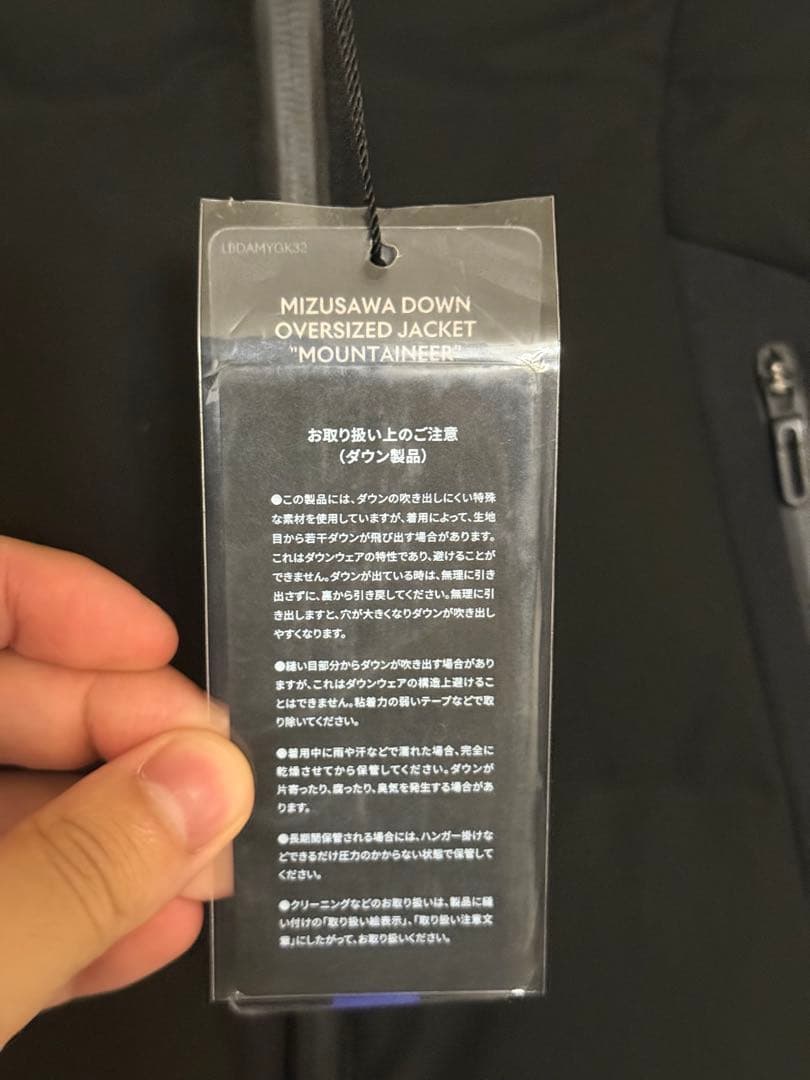 LBDAMYGK32
MIZUSAWA DOWN
OVERSIZED JACKET
"MOUNTAINEER"
お取り扱い上のご注意
（ダウン製品）
●この製品には、ダウンの吹き出しにくい特殊
な素材を使用していますが、着用によって、生地
目から若干ダウンが飛び出す場合があります。
これはダウンウェアの特性であり、避けることが
できません。ダウンが出ている時は、無理に引き
出さずに、裏から引き戻してください。無理に引
き出しますと、穴が大きくなりダウンが吹き出し
やすくなります。
●縫い目部分からダウンが吹き出す場合があり
ますが、これはダウンウェアの構造上避けるこ
とはできません。粘着力の弱いテープなどで取
り除いてください。
●着用中に雨や汗などで濡れた場合、完全に
乾燥させてから保管してください。ダウンが
片寄ったり、腐ったり、臭気を発生する場合があ
ります。
●長期間保管される場合には、ハンガー掛けな
どできるだけ圧力のかからない状態で保管して
ください。
●クリーニングなどのお取り扱いは、製品に縫
い付けの「取り扱い絵表示」、「取り扱い注意文
章」にしたがって、お取り扱いください。